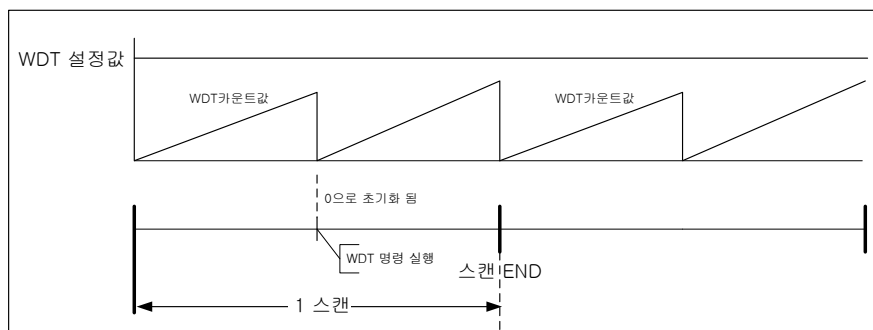 WDT 설정값
WDT카운트값
WDT카운트값
0으로 초기화 됨
WDT 명령 실행
스캔 END
1 스캔